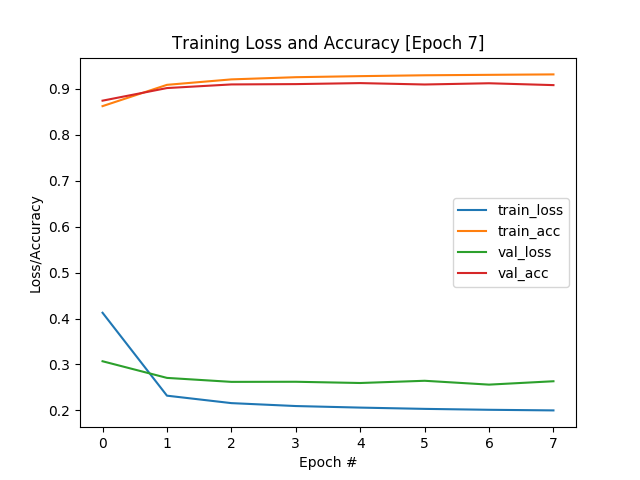 Training Loss and Accuracy [Epoch 7]
0.9
0.8
0.7
0.6
0.5
0.4
0.3
0.2
Loss/Accuracy
train_loss
train_acc
val_loss
val_acc
0 1 2 3 4 5 6 7
Epoch #